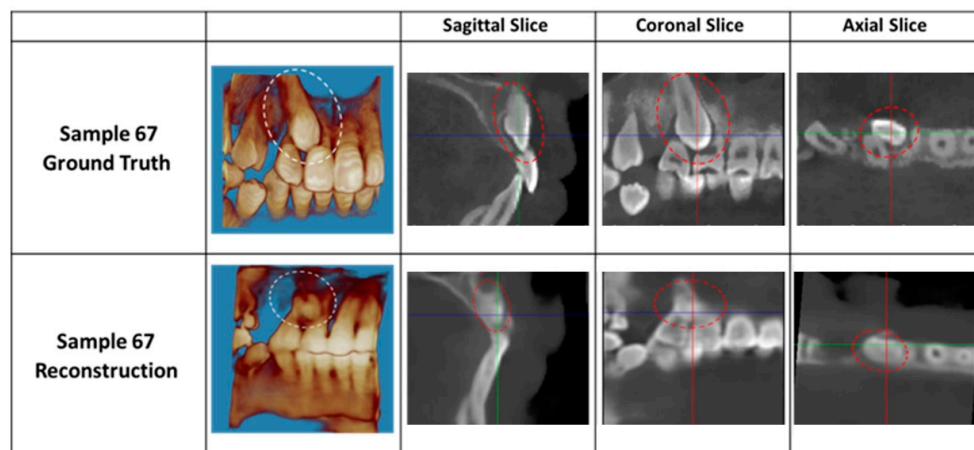 Sagittal Slice
Coronal Slice
Axial Slice
Sample 67
Ground Truth
Sample 67
Reconstruction